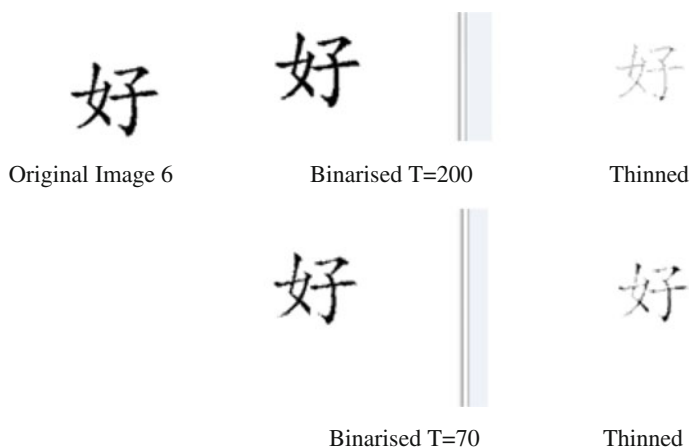 好 好 好
Original Image 6 Binarised T=200 Thinned
好 好
Binarised T=70 Thinned